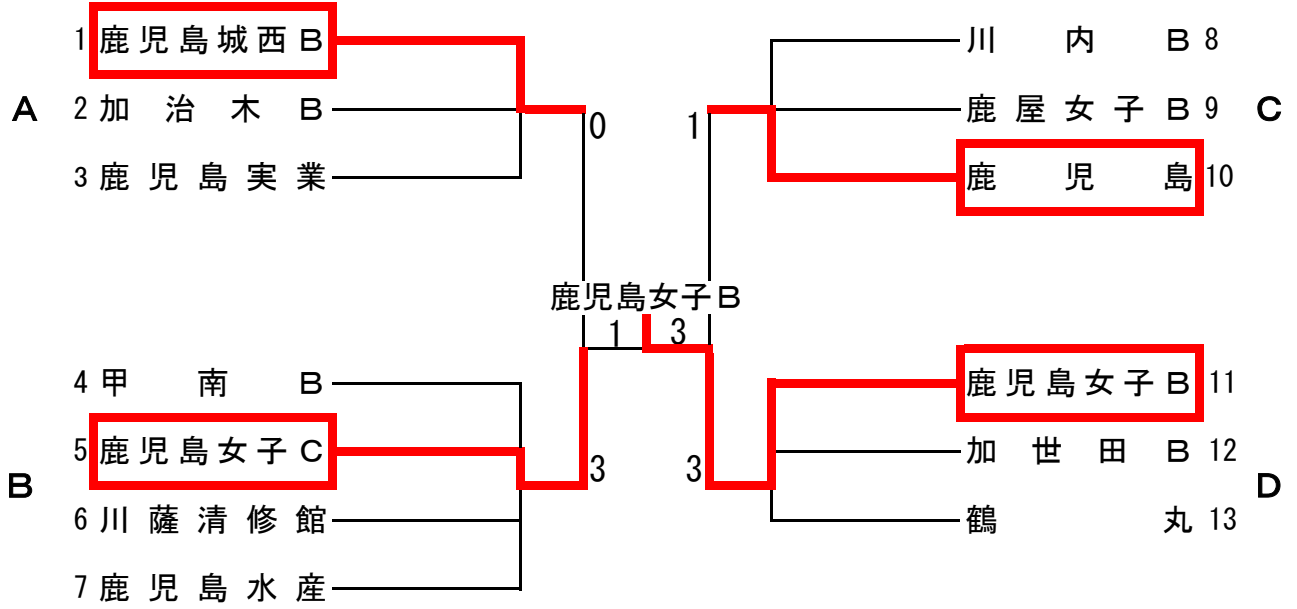 1 鹿児島城西Ｂ
A 2 加治木Ｂ
3 鹿児島実業
0
4 甲南Ｂ
5 鹿児島女子Ｃ
B
6 川薩清修館
7 鹿児島水産
3
鹿児島女子Ｂ
1 3
川内Ｂ 8
1
鹿屋女子Ｂ 9 C
鹿児島 10
鹿児島女子Ｂ 11
加世田Ｂ 12
3
D
鶴丸 13